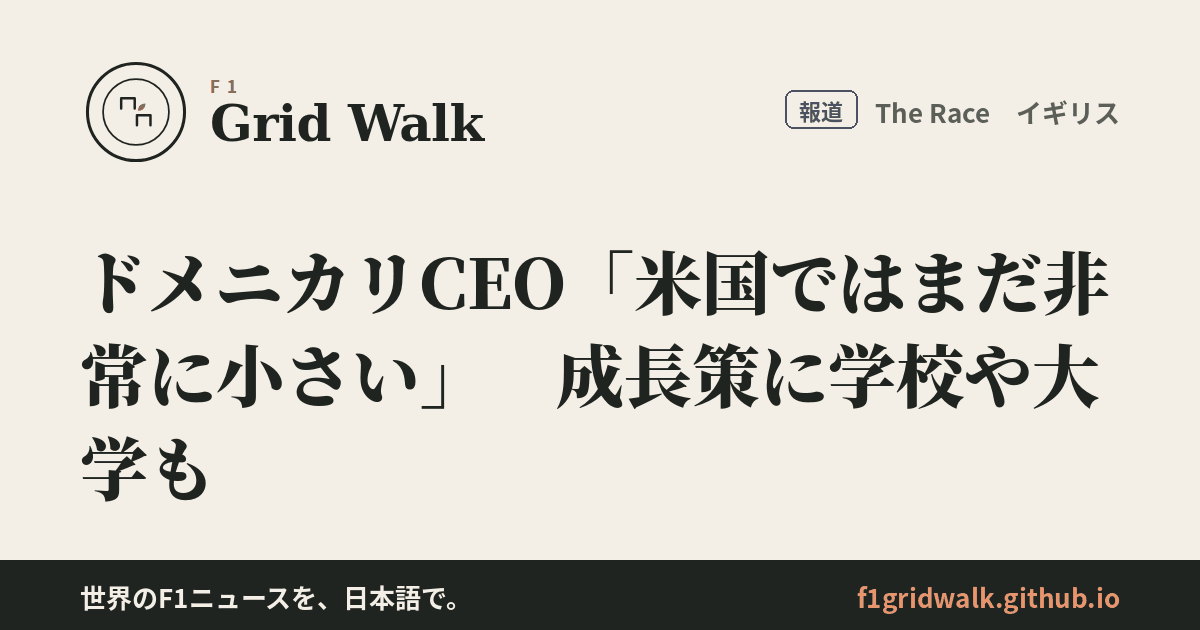 F1
Grid Walk
報道 The Race　イギリス
ドメニカリCEO「米国ではまだ非
常に小さい」　成長策に学校や大
学も
世界のF1ニュースを、日本語で。
f1gridwalk.github.io